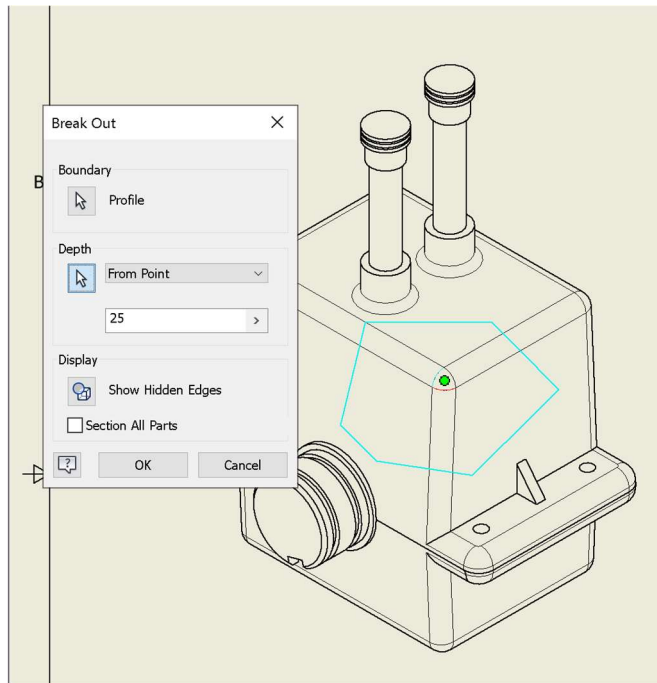 Break Out
B
Boundary
Profile
Depth
From Point
25
Display
Show Hidden Edges
Section All Parts
OK
Cancel